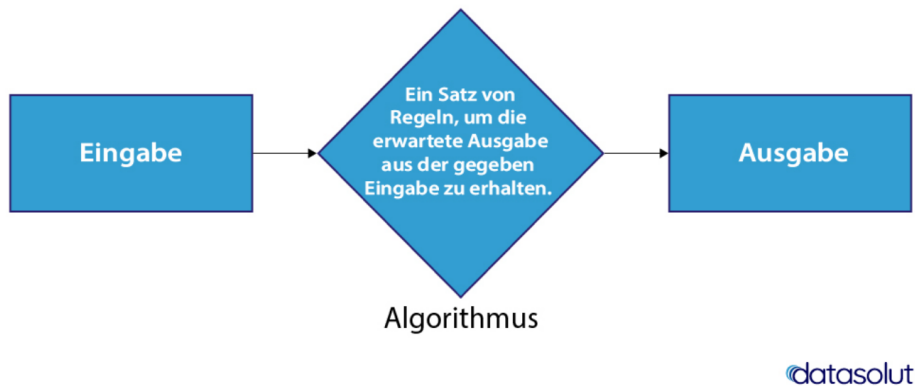 Eingabe
Ein Satz von
Regeln, um die
erwartete Ausgabe
aus der gegeben
Eingabe zu erhalten.
Ausgabe
Algorithmus
datasolut